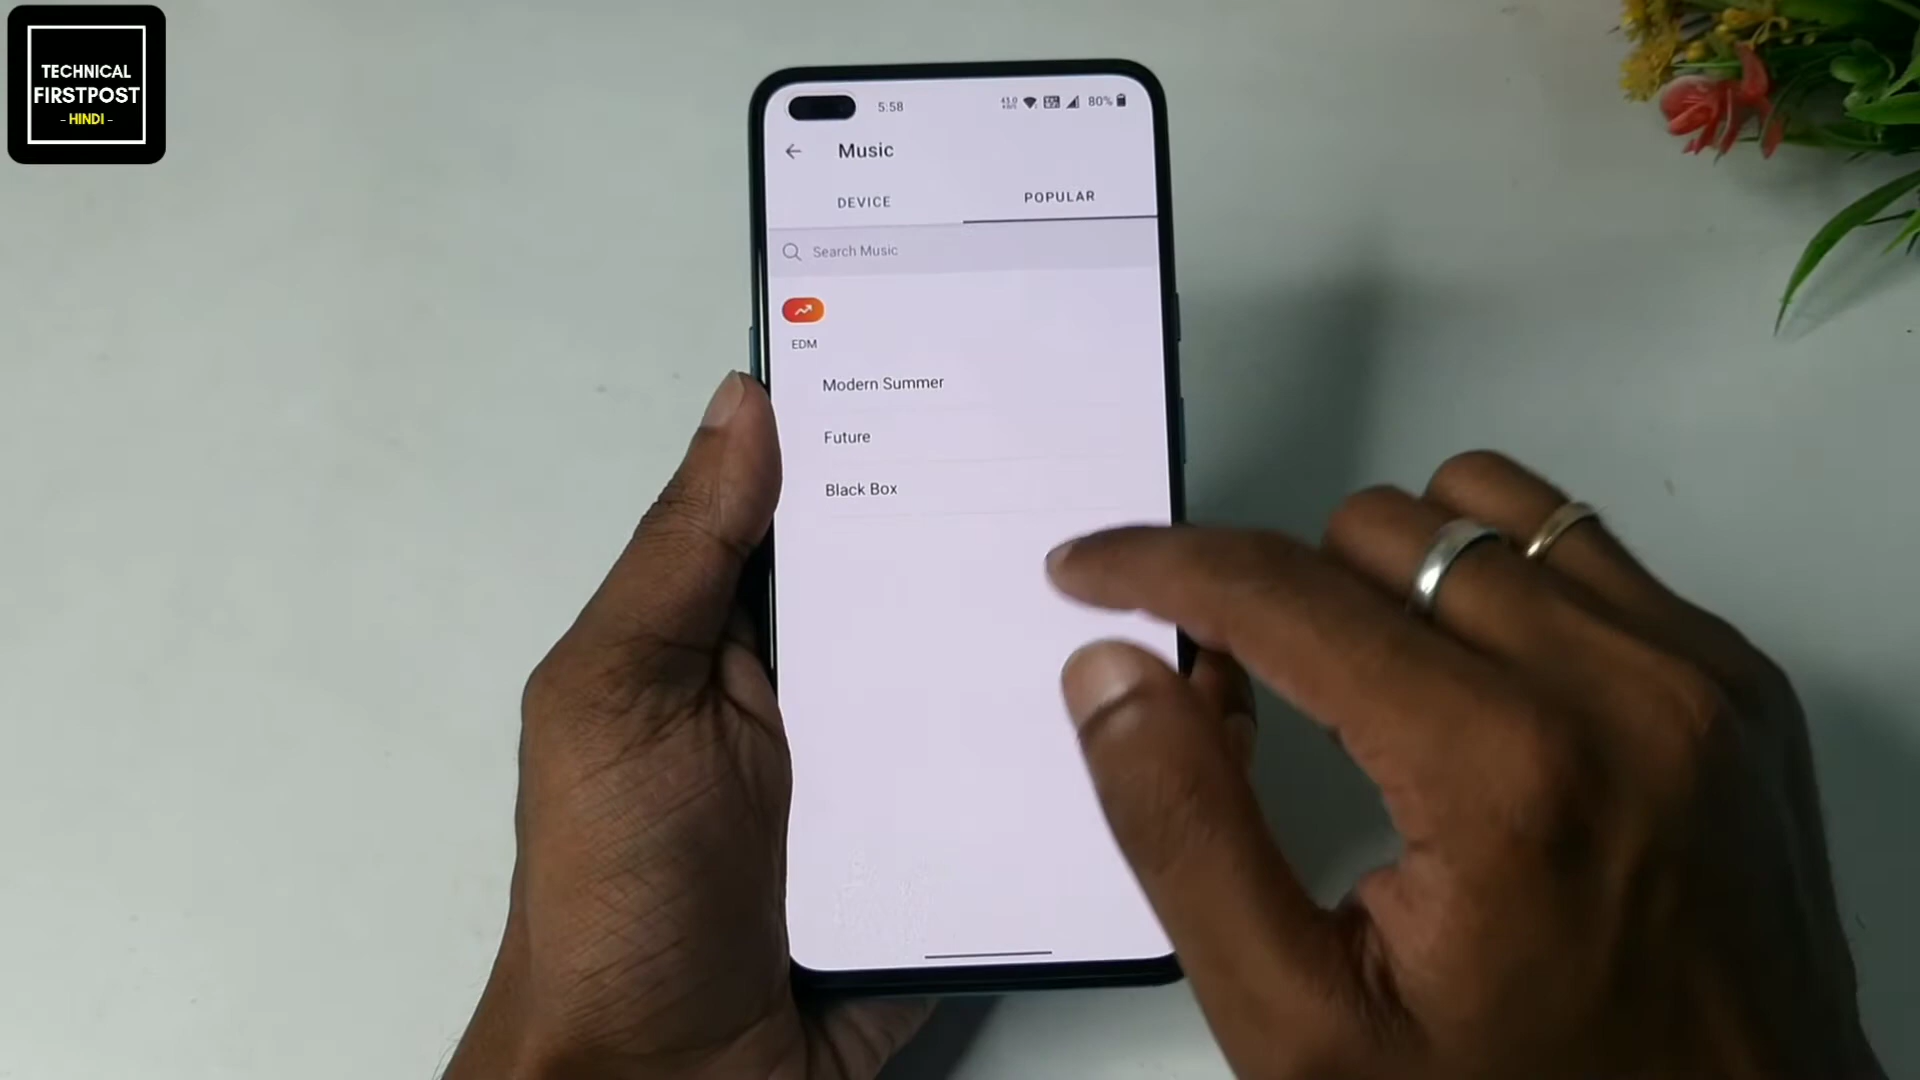 TECHNICAL
FIRSTPOST
- HINDI -
5:58
80%
Music
DEVICE
POPULAR
Search Music
EDM
Modern Summer
Future
Black Box